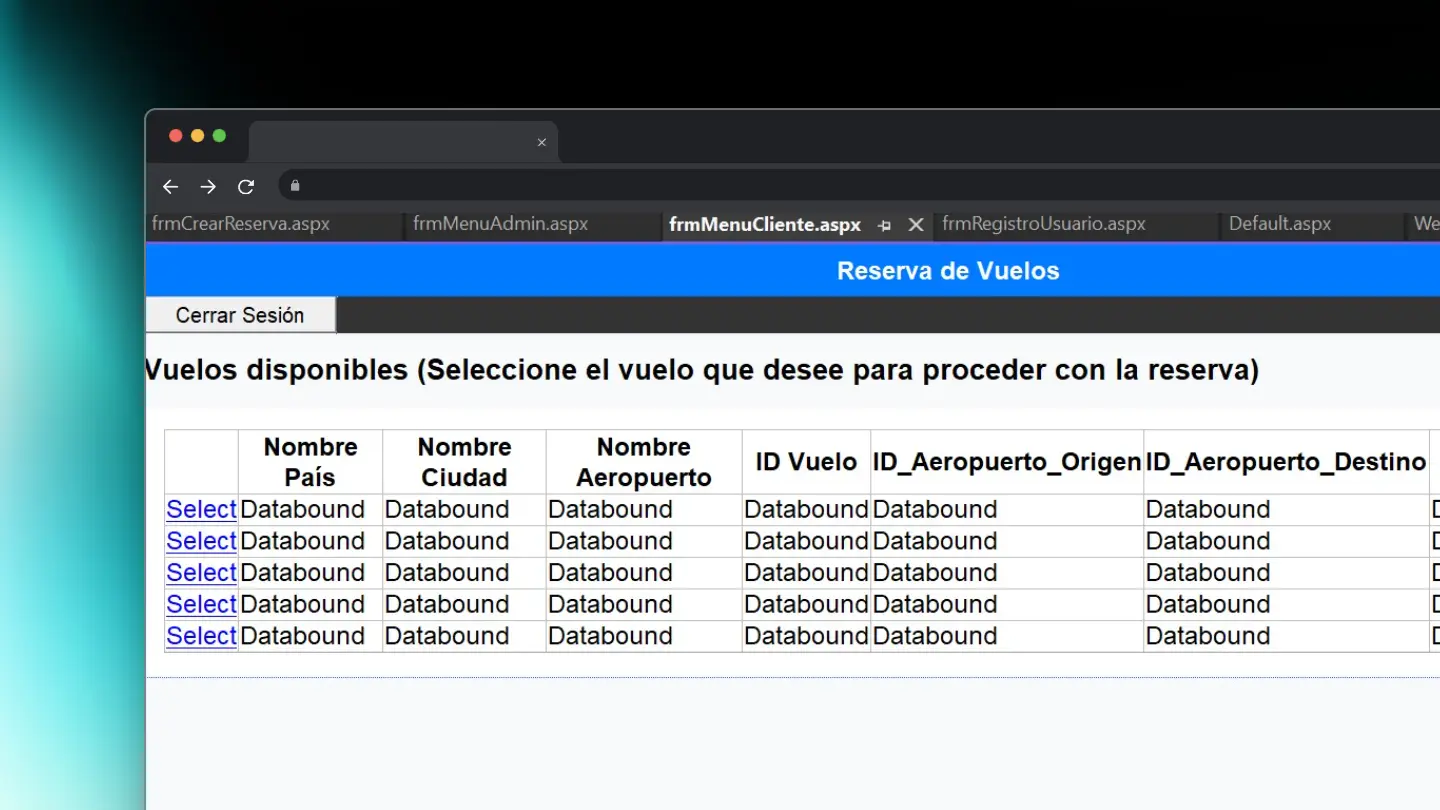 frmCrearReserva.aspx frmMenuAdmin.aspx frmMenuCliente.aspx frmRegistroUsuario.aspx Default.aspx We
Reserva de Vuelos
Cerrar Sesión
Vuelos disponibles (Seleccione el vuelo que desee para proceder con la reserva)
Nombre País Nombre Ciudad Nombre Aeropuerto ID Vuelo ID_Aeropuerto_Origen ID_Aeropuerto_Destino
Select Databound Databound Databound Databound Databound Databound
Select Databound Databound Databound Databound Databound Databound
Select Databound Databound Databound Databound Databound Databound
Select Databound Databound Databound Databound Databound Databound
Select Databound Databound Databound Databound Databound Databound